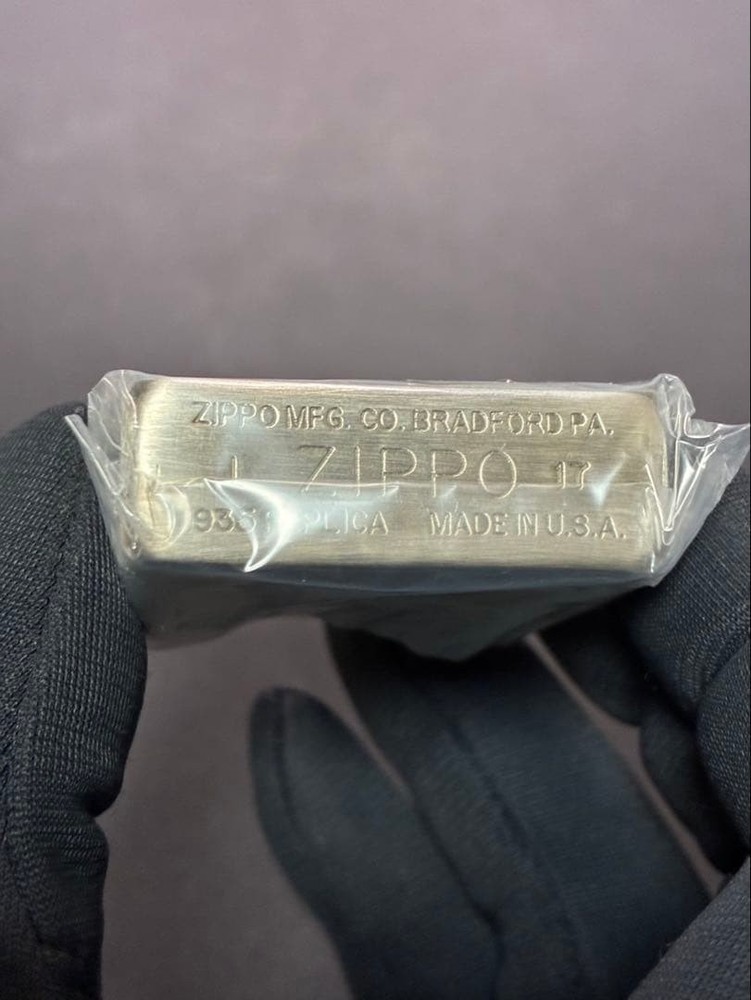 ZIPPO MFG. CO. BRADFORD PA.
I ZIPPO 17
MADE IN U.S.A.